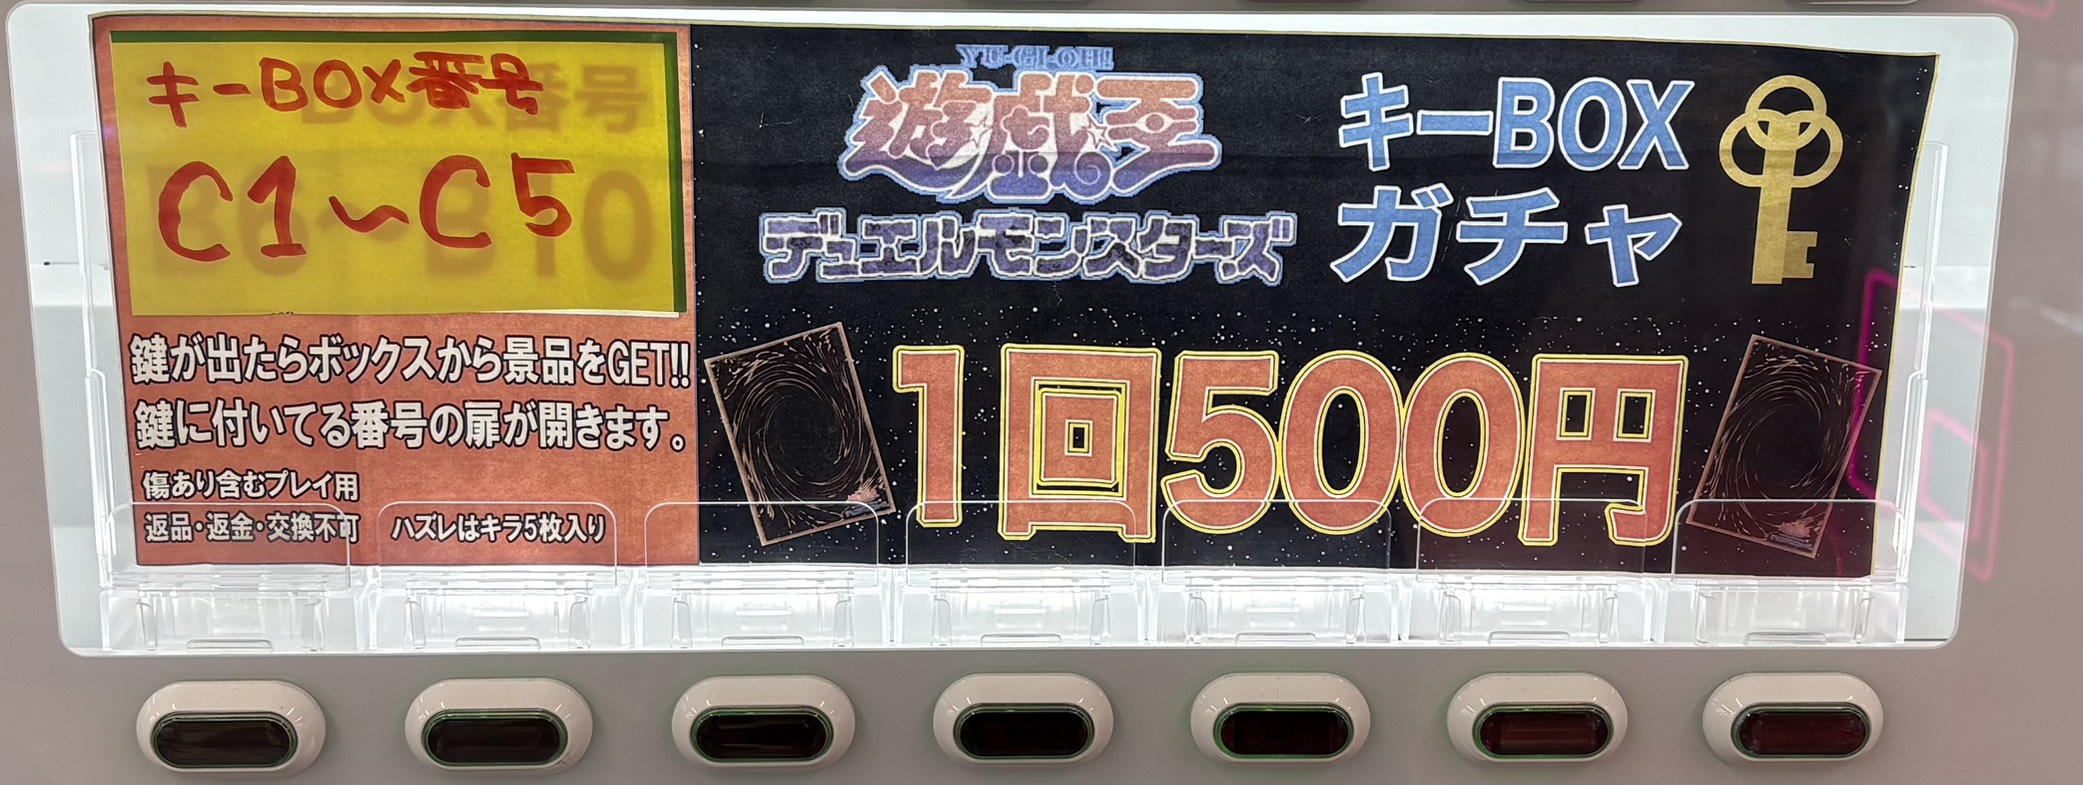 キーBOX番号
C1～C5
鍵が出たらボックスから景品をGET!!
鍵に付いてる番号の扉が開きます。
傷あり含むプレイ用
返品・返金・交換不可 ハズレはキラ5枚入り
YU-GI-OH!
遊戯王
デュエルモンスターズ
キーBOX
ガチャ
1回500円